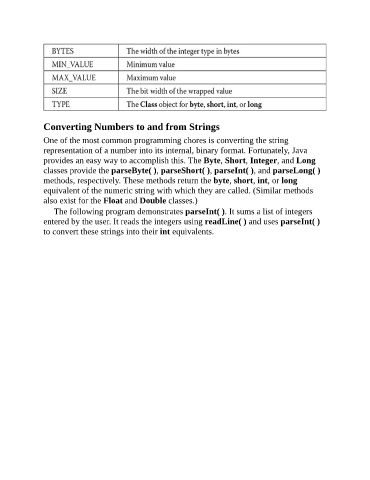 BYTES The width of the integer type in bytes
MIN_VALUE Minimum value
MAX_VALUE Maximum value
SIZE The bit width of the wrapped value
TYPE The Class object for byte, short, int, or long
Converting Numbers to and from Strings
One of the most common programming chores is converting the string
representation of a number into its internal, binary format. Fortunately, Java
provides an easy way to accomplish this. The Byte, Short, Integer, and Long
classes provide the parseByte( ), parseShort( ), parseInt( ), and parseLong( )
methods, respectively. These methods return the byte, short, int, or long
equivalent of the numeric string with which they are called. (Similar methods
also exist for the Float and Double classes.)
The following program demonstrates parseInt( ). It sums a list of integers
entered by the user. It reads the integers using readLine( ) and uses parseInt( )
to convert these strings into their int equivalents.